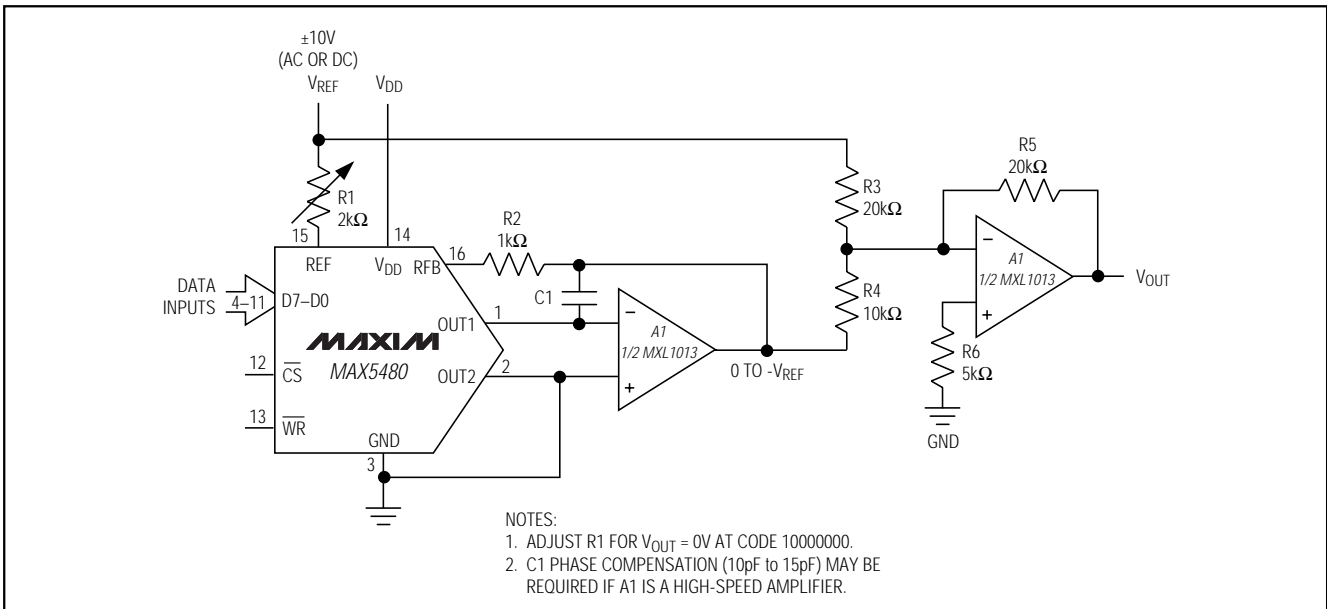 ±10V
(AC OR DC)
VREF
VDD
R1
2kΩ
15
14
REF
VDD
16
RFB
R2
1kΩ
C1
DATA
INPUTS
4–11
D7–D0
OUT1
1
MAXIM
MAX5480
12
CS
OUT2
2
13
WR
GND
3
−
A1
1/2 MXL1013
+
0 TO -VREF
R3
20kΩ
R4
10kΩ
R5
20kΩ
−
A1
1/2 MXL1013
+
VOUT
R6
5kΩ
GND
NOTES:
1. ADJUST R1 FOR VOUT = 0V AT CODE 10000000.
2. C1 PHASE COMPENSATION (10pF to 15pF) MAY BE
REQUIRED IF A1 IS A HIGH-SPEED AMPLIFIER.